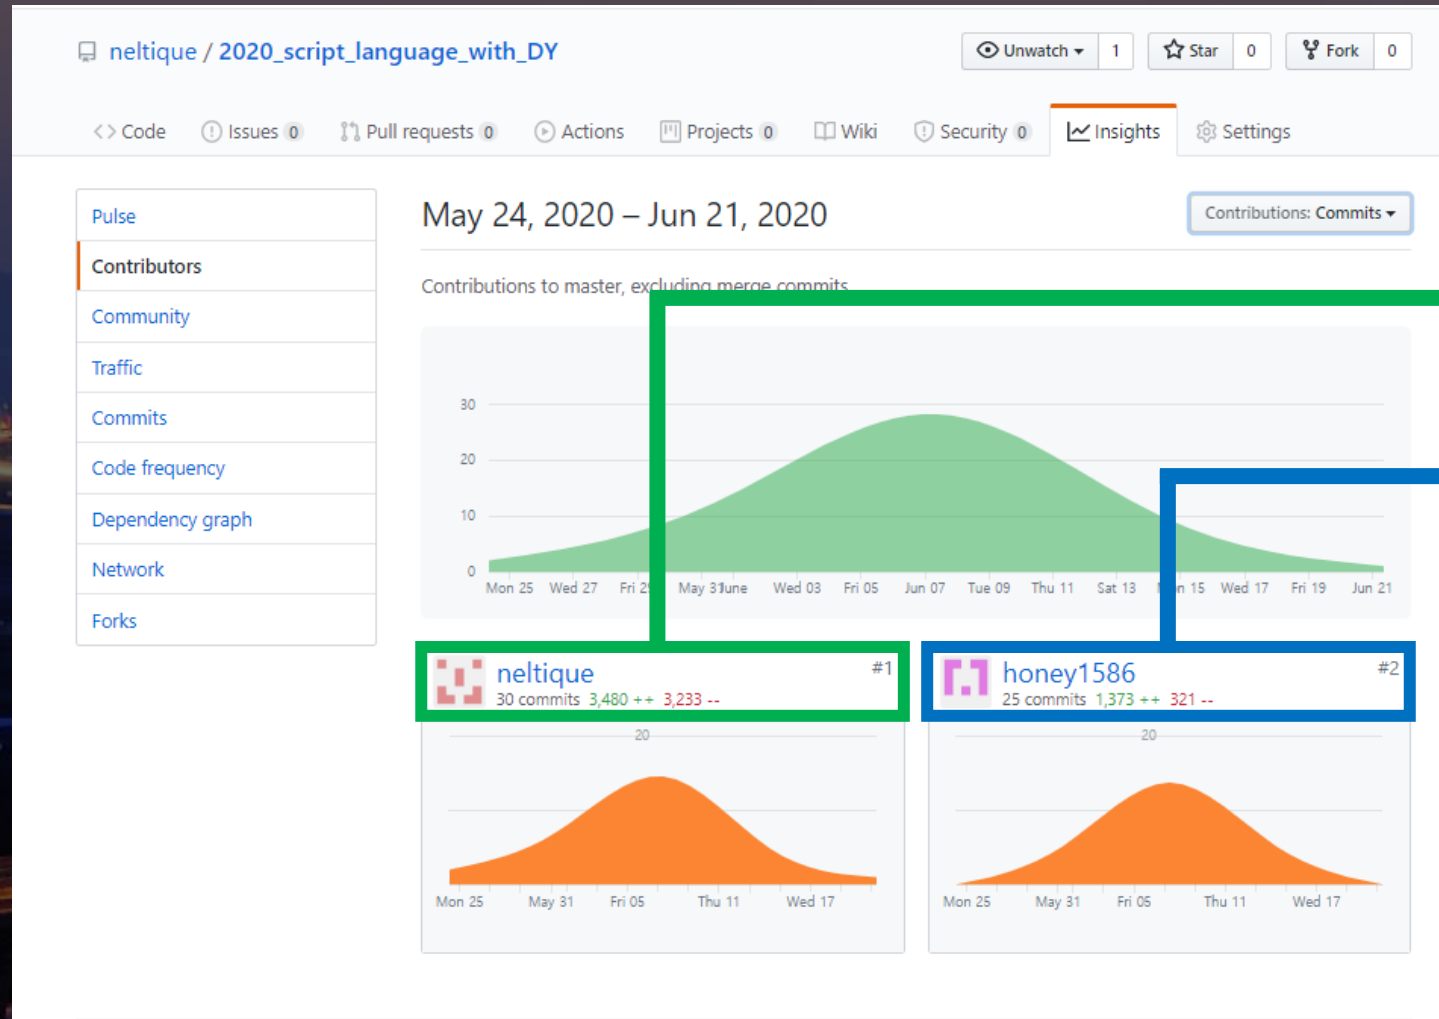 neltique / 2020_script_language_with_DY
Unwatch 1 Star 0 Fork 0
Code Issues 0 Pull requests 0 Actions Projects 0 Wiki Security 0 Insights Settings
Pulse
Contributors
Community
Traffic
Commits
Code frequency
Dependency graph
Network
Forks
May 24, 2020 – Jun 21, 2020
Contributions: Commits
Contributions to master, excluding merge commits
30
20
10
0
Mon 25 Wed 27 Fri May 31 June Wed 03 Fri 05 Jun 07 Tue 09 Thu 11 Sat 13 15 Wed 17 Fri 19 Jun 21
neltique #1
30 commits 3,480 ++ 3,233 --
20
Mon 25 May 31 Fri 05 Thu 11 Wed 17
honey1586 #2
25 commits 1,373 ++ 321 --
20
Mon 25 May 31 Fri 05 Thu 11 Wed 17